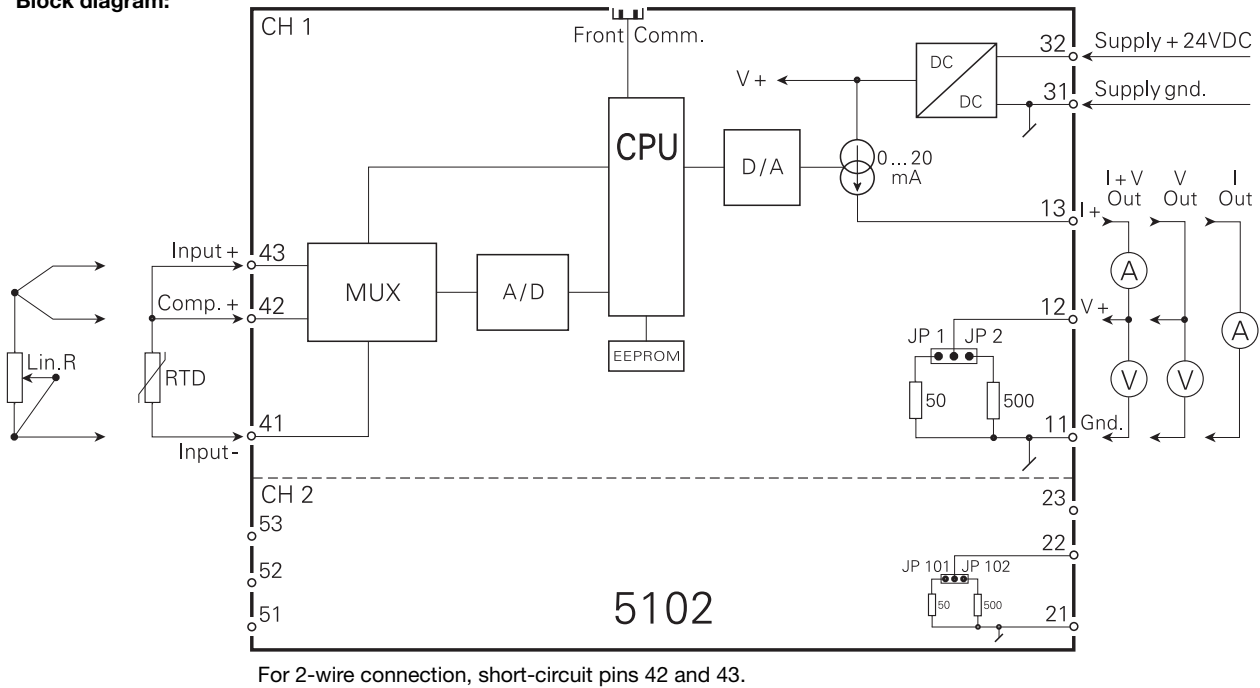 Block diagram:
CH 1
Front Comm.
32
Supply + 24VDC
DC
DC
V +
31
Supply gnd.
CPU
D/A
0...20
mA
I + V
Out
V
Out
I
Out
13
I +
Input +
43
MUX
A/D
A
Comp. +
42
12
V +
A
EEPROM
JP 1
JP 2
Lin.R
RTD
50
500
V
V
41
11
Gnd.
Input -
CH 2
23
53
22
52
JP 101
JP 102
50
500
51
5102
21
For 2-wire connection, short-circuit pins 42 and 43.